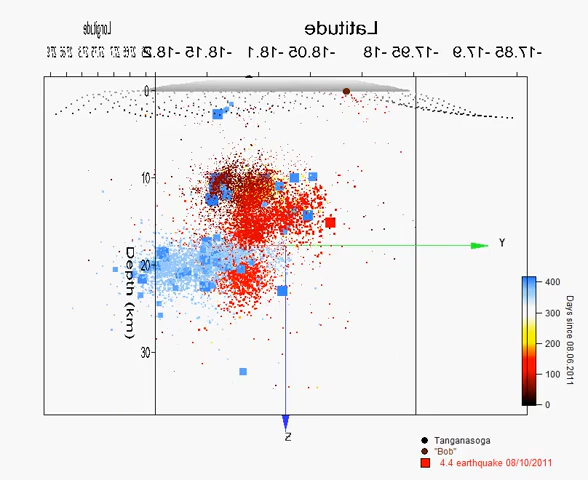 Longitude
Latitude
-18.2 -18.15 -18.1 -18.05 -18 -17.95 -17.9 -17.85
0
10
20
30
Depth (km)
Y
Z
400
300
200
100
0
Days since 08.06.2011
Tanganasoga
"Bob"
4.4 earthquake 08/10/2011